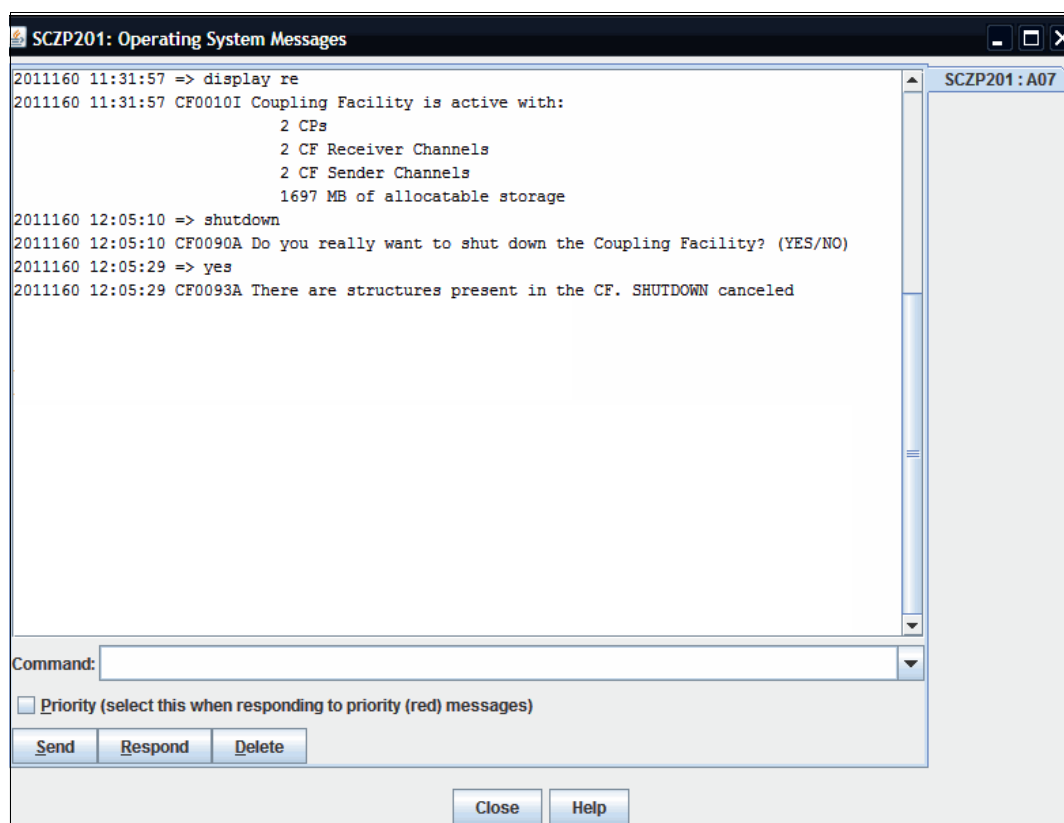 SCZP201: Operating System Messages
SCZP201 : A07
2011160 11:31:57 => display re
2011160 11:31:57 CF0010I Coupling Facility is active with:
2 CPs
2 CF Receiver Channels
2 CF Sender Channels
1697 MB of allocatable storage
2011160 12:05:10 => shutdown
2011160 12:05:10 CF0090A Do you really want to shut down the Coupling Facility? (YES/NO)
2011160 12:05:29 => yes
2011160 12:05:29 CF0093A There are structures present in the CF. SHUTDOWN canceled
Command:
Priority (select this when responding to priority (red) messages)
Send Respond Delete
Close Help